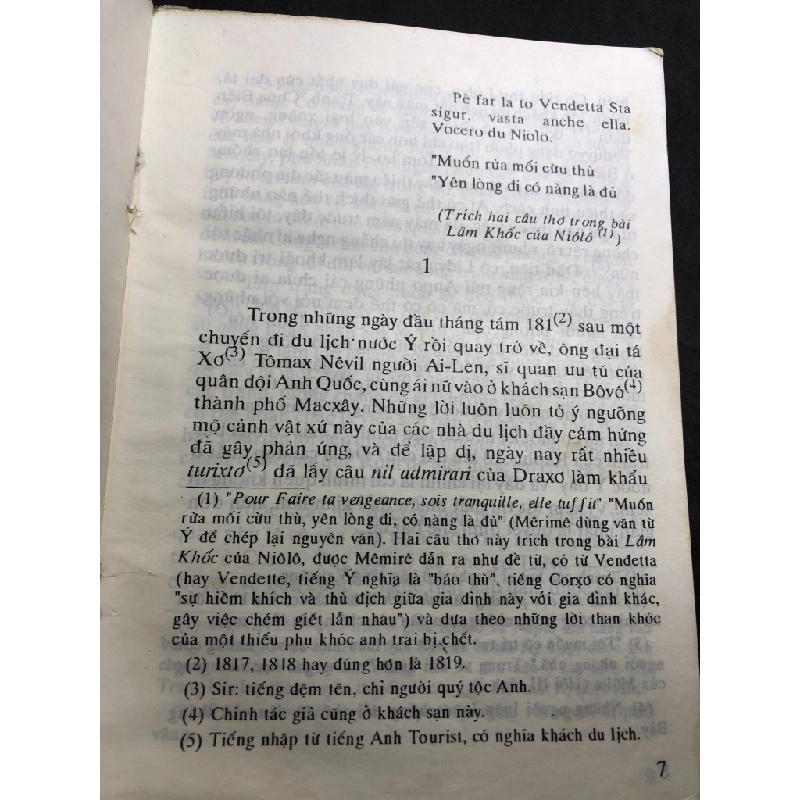 Pè far la to Vendetta Sta
sigur, vasta anche ella.
Vocero du Niolo.
"Muốn rửa mối cừu thù
"Yên lòng đi có nàng là đủ
(Trích hai câu thơ trong bài
Lâm Khốc của Niôlô (1))
1
Trong những ngày đầu tháng tám 181(2) sau một
chuyến đi du lịch nước Ý rồi quay trở về, ông đại tá
Xơ(3) Tômax Nêvil người Ai-Len, sĩ quan ưu tú của
quân đội Anh Quốc, cùng ái nữ vào ở khách sạn Bôvô(4)
thành phố Macxây. Những lời luôn luôn tỏ ý ngưỡng
mộ cảnh vật xứ này của các nhà du lịch đầy cảm hứng
đã gây phản ứng, và để lập dị, ngày nay rất nhiều
turixtơ(5) đã lấy câu nil admirari của Draxơ làm khẩu
(1) "Pour Faire ta vengeance, sois tranquille, elle tuffit" "Muốn
rửa mối cừu thù, yên lòng đi, có nàng là đủ" (Mêrimê dùng văn từ
Ý để chép lại nguyên văn). Hai câu thơ này trích trong bài Lâm
Khốc của Niôlô, được Mêmirê dẫn ra như đề từ, có từ Vendetta
(hay Vendette, tiếng Ý nghĩa là "báo thù", tiếng Corxơ có nghĩa
"sự hiềm khích và thù địch giữa gia đình này với gia đình khác,
gây việc chém giết lẫn nhau") và dựa theo những lời than khóc
của một thiếu phụ khóc anh trai bị chết.
(2) 1817, 1818 hay đúng hơn là 1819.
(3) Sir: tiếng đệm tên, chỉ người quý tộc Anh.
(4) Chính tác giả cũng ở khách sạn này.
(5) Tiếng nhập từ tiếng Anh Tourist, có nghĩa khách du lịch.
7